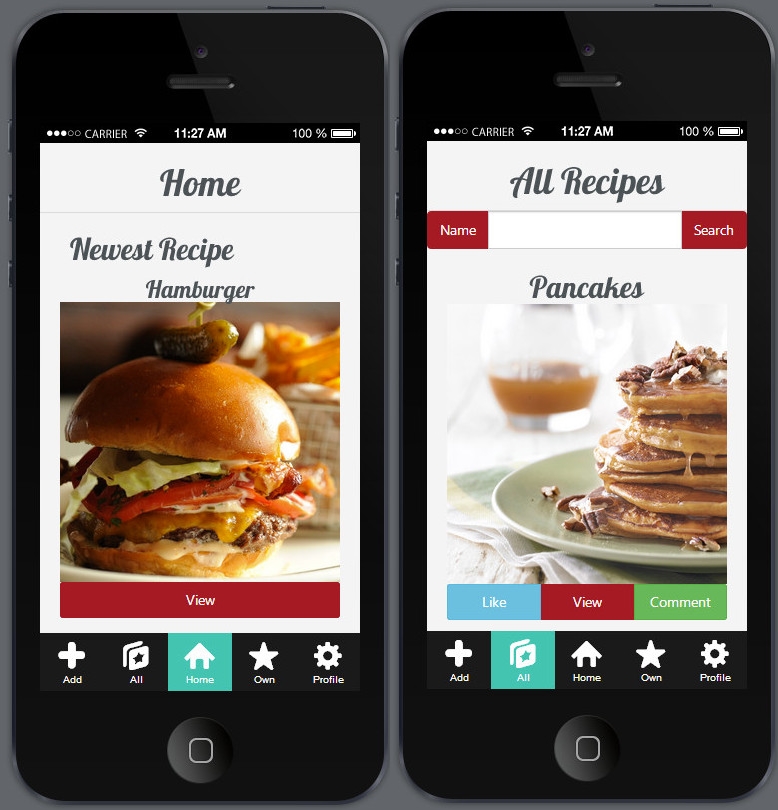 CARRIER 11:27 AM 100 %
Home
Newest Recipe
Hamburger
View
Add All Home Own Profile
CARRIER 11:27 AM 100 %
All Recipes
Name Search
Pancakes
Like View Comment
Add All Home Own Profile